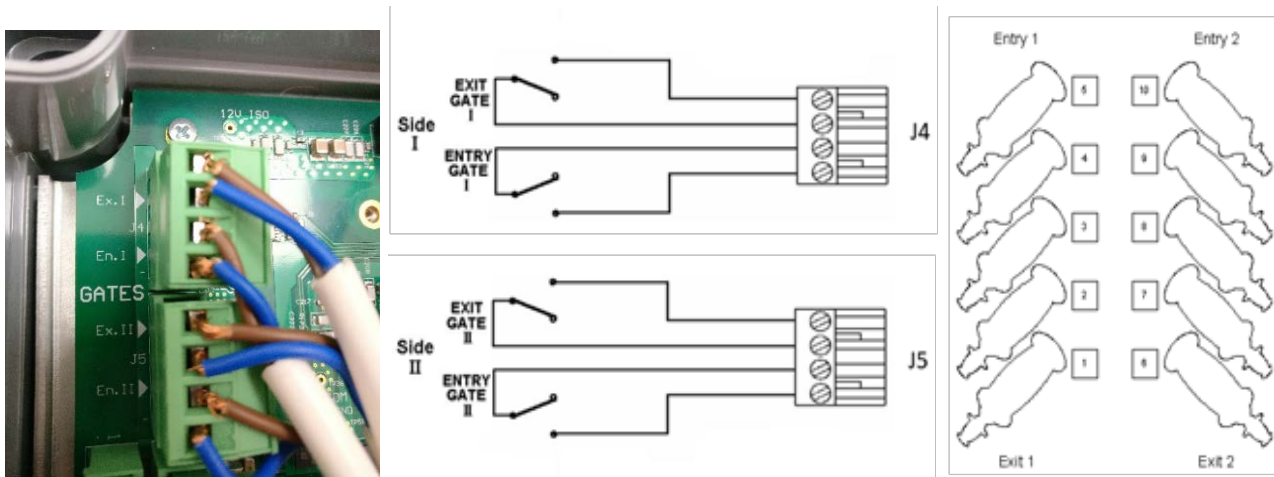 12V_ISO
Ex.I
J4
En.I
GATES
Ex.II
J5
En.II
EXIT
GATE
I
Side
I
ENTRY
GATE
I
J4
EXIT
GATE
II
Side
II
ENTRY
GATE
II
J5
Entry 1 Entry 2
5 10
4 9
3 8
2 7
1 6
Exit 1 Exit 2